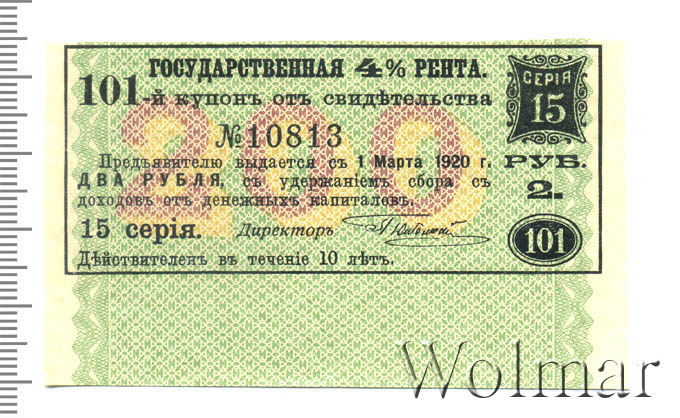 ГОСУДАРСТВЕННАЯ 4% РЕНТА.
101-й купонъ отъ свидѣтельства
200
№10813
Предъявителю выдается съ 1 Марта 1920 г.
ДВА РУБЛЯ, съ удержаніемъ сбора съ
доходовъ отъ денежныхъ капиталовъ.
15 серія. Директоръ
Дѣйствителенъ въ теченіе 10 лѣтъ.
СЕРІЯ
15
РУБ.
2.
101
Wolmar